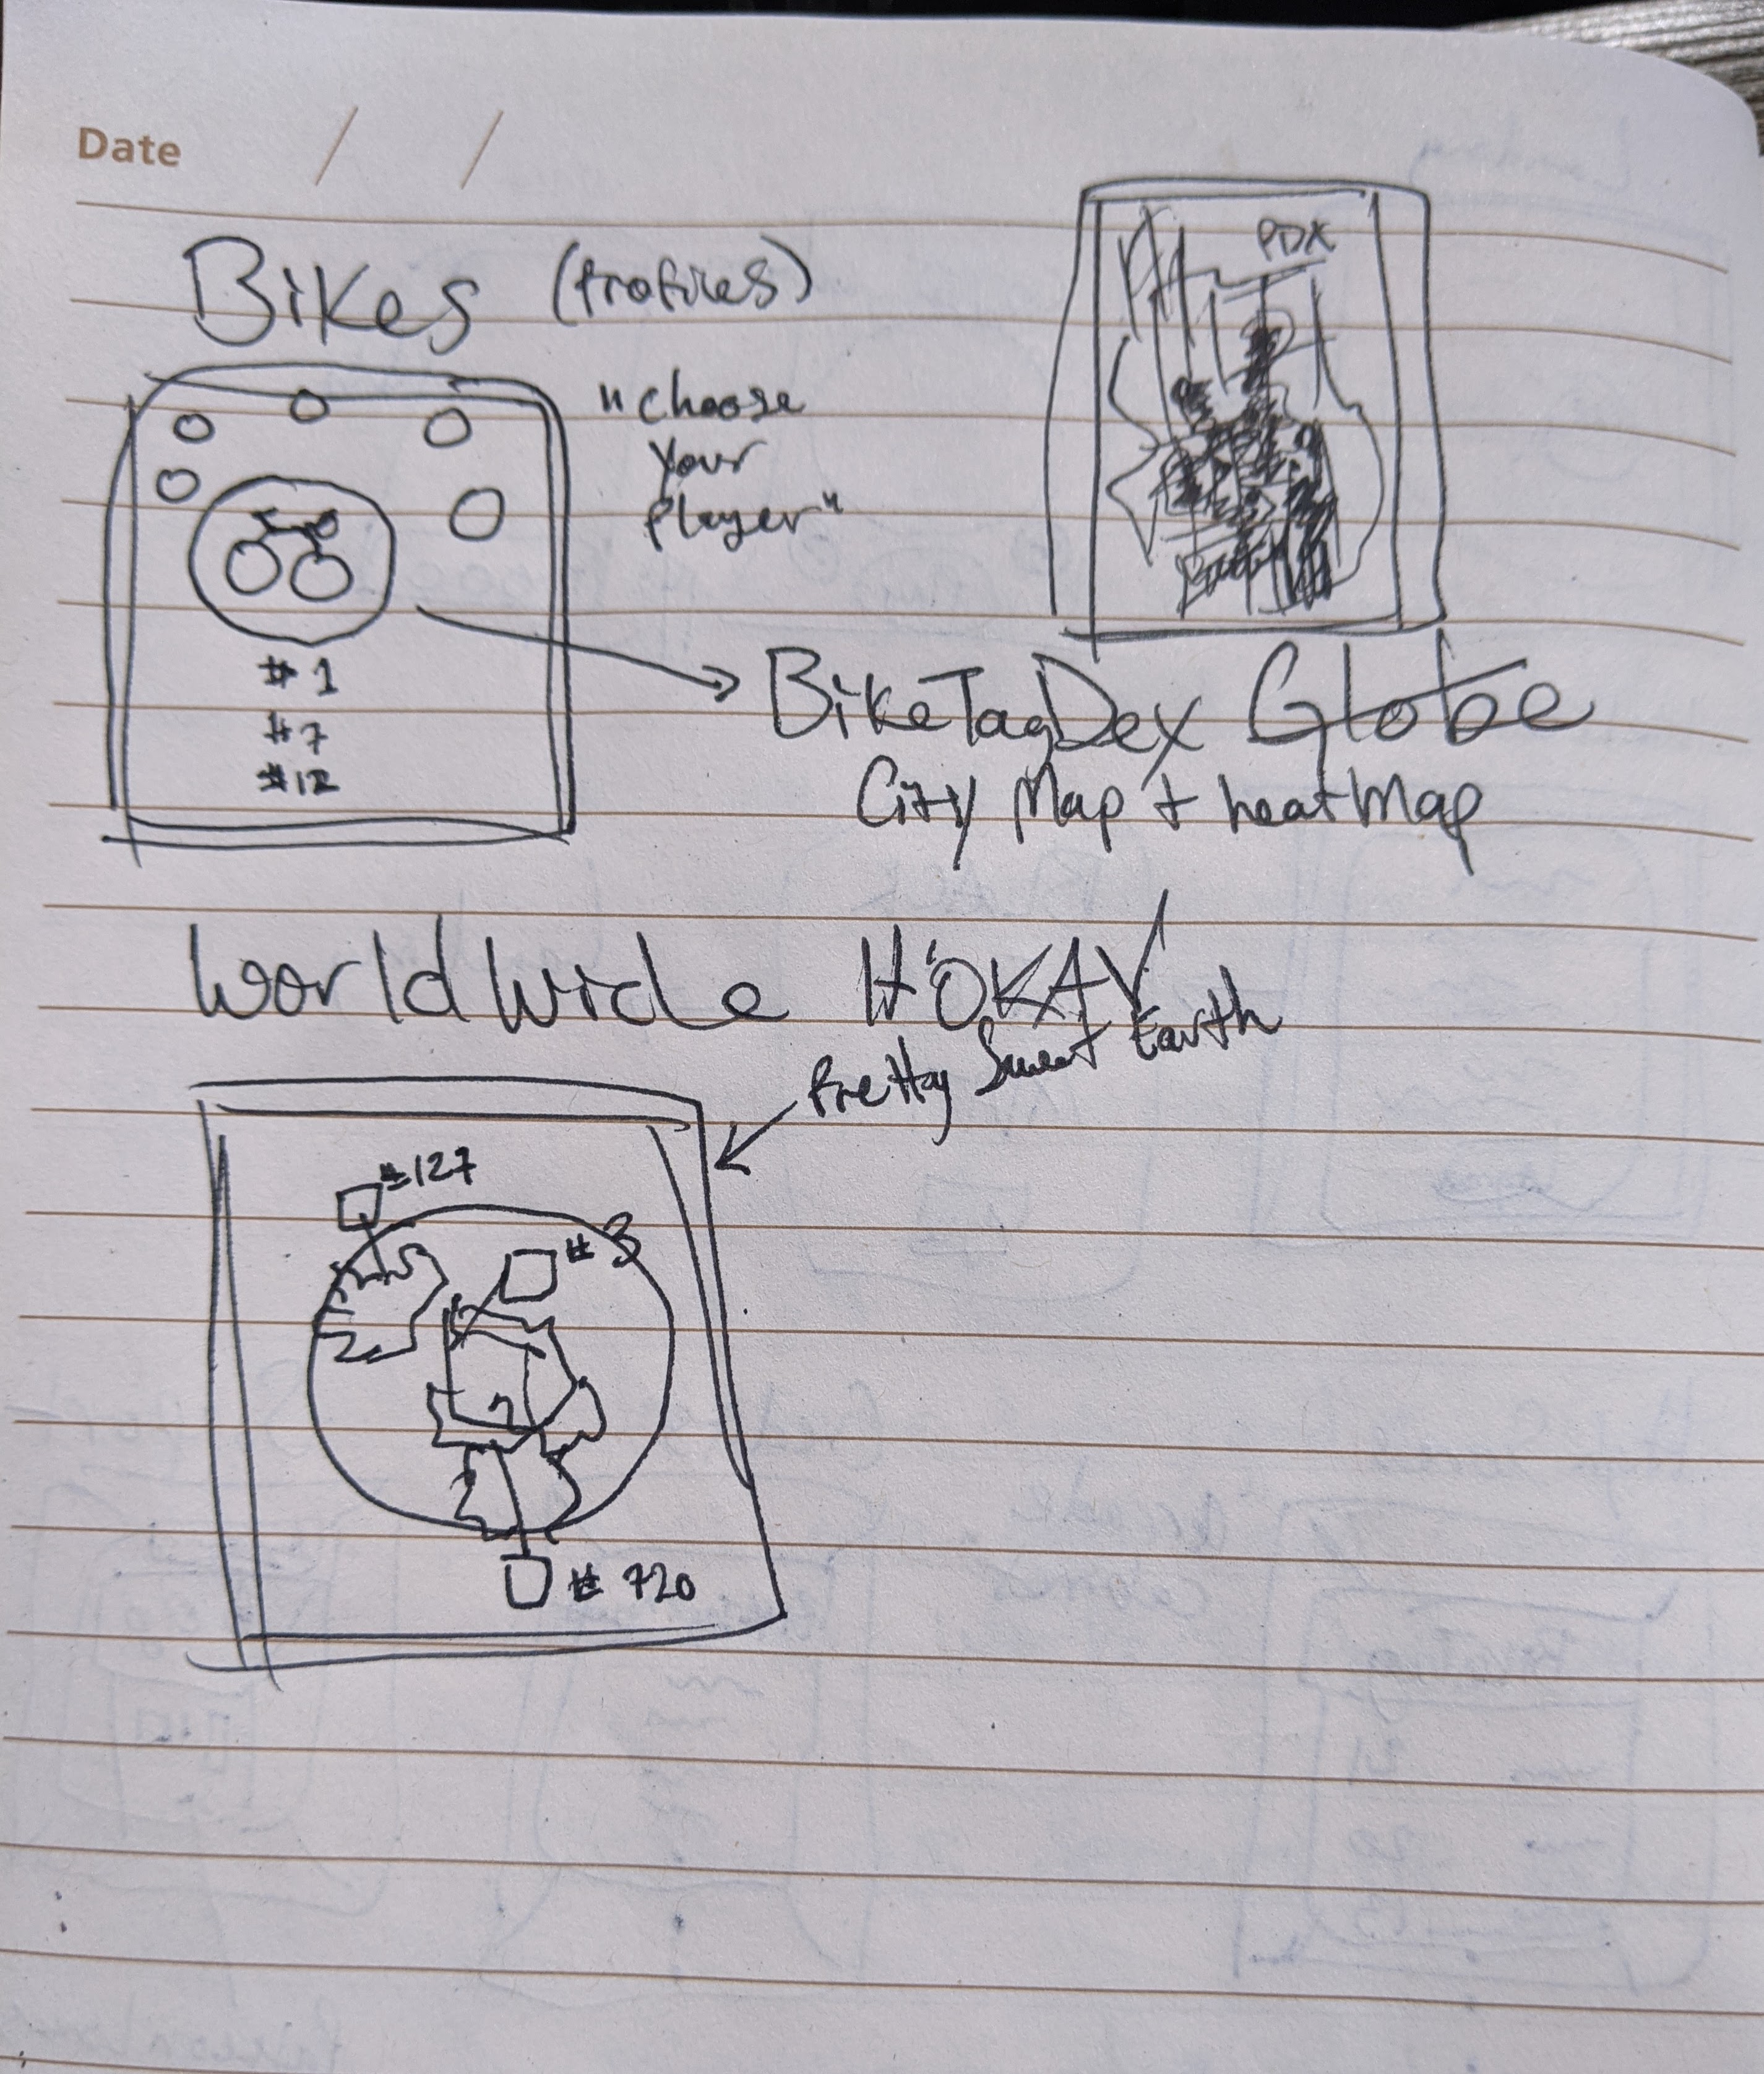 Date / /
Bikes (Profiles)
"Choose
Your
Player"
#1
#7
#12
PDX
BikeTagDex Globe
City Map + heatmap
WorldWide H'OKAY
Pretty Sweet Earth
#127
#3
#720